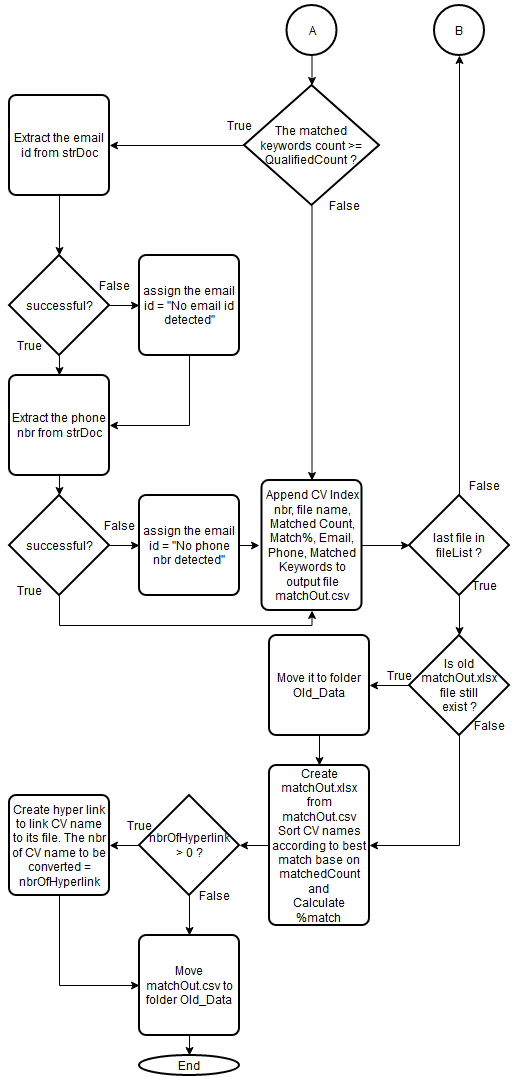 A
B
The matched
keywords count >=
QualifiedCount ?
True
False
Extract the email
id from strDoc
successful?
False
True
assign the email
id = "No email id
detected"
Extract the phone
nbr from strDoc
successful?
False
True
assign the email
id = "No phone
nbr detected"
Append CV Index
nbr, file name,
Matched Count,
Match%, Email,
Phone, Matched
Keywords to
output file
matchOut.csv
last file in
fileList ?
False
True
Is old
matchOut.xlsx
file still
exist ?
True
False
Move it to folder
Old_Data
Create
matchOut.xlsx
from
matchOut.csv
Sort CV names
according to best
match base on
matchedCount
and
Calculate
%match
nbrOfHyperlink
> 0 ?
True
False
Create hyper link
to link CV name
to its file. The nbr
of CV name to be
converted =
nbrOfHyperlink
Move
matchOut.csv to
folder Old_Data
End